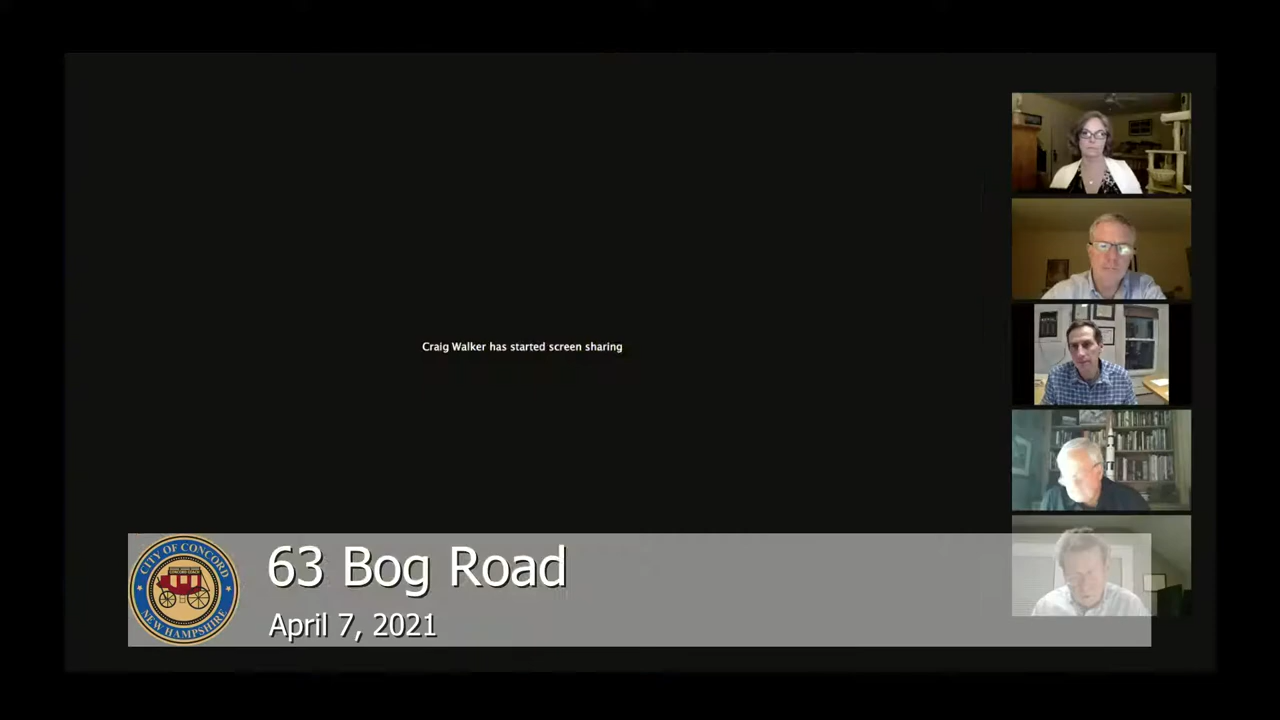 Craig Walker has started screen sharing
CITY OF CONCORD
NEW HAMPSHIRE
63 Bog Road
April 7, 2021